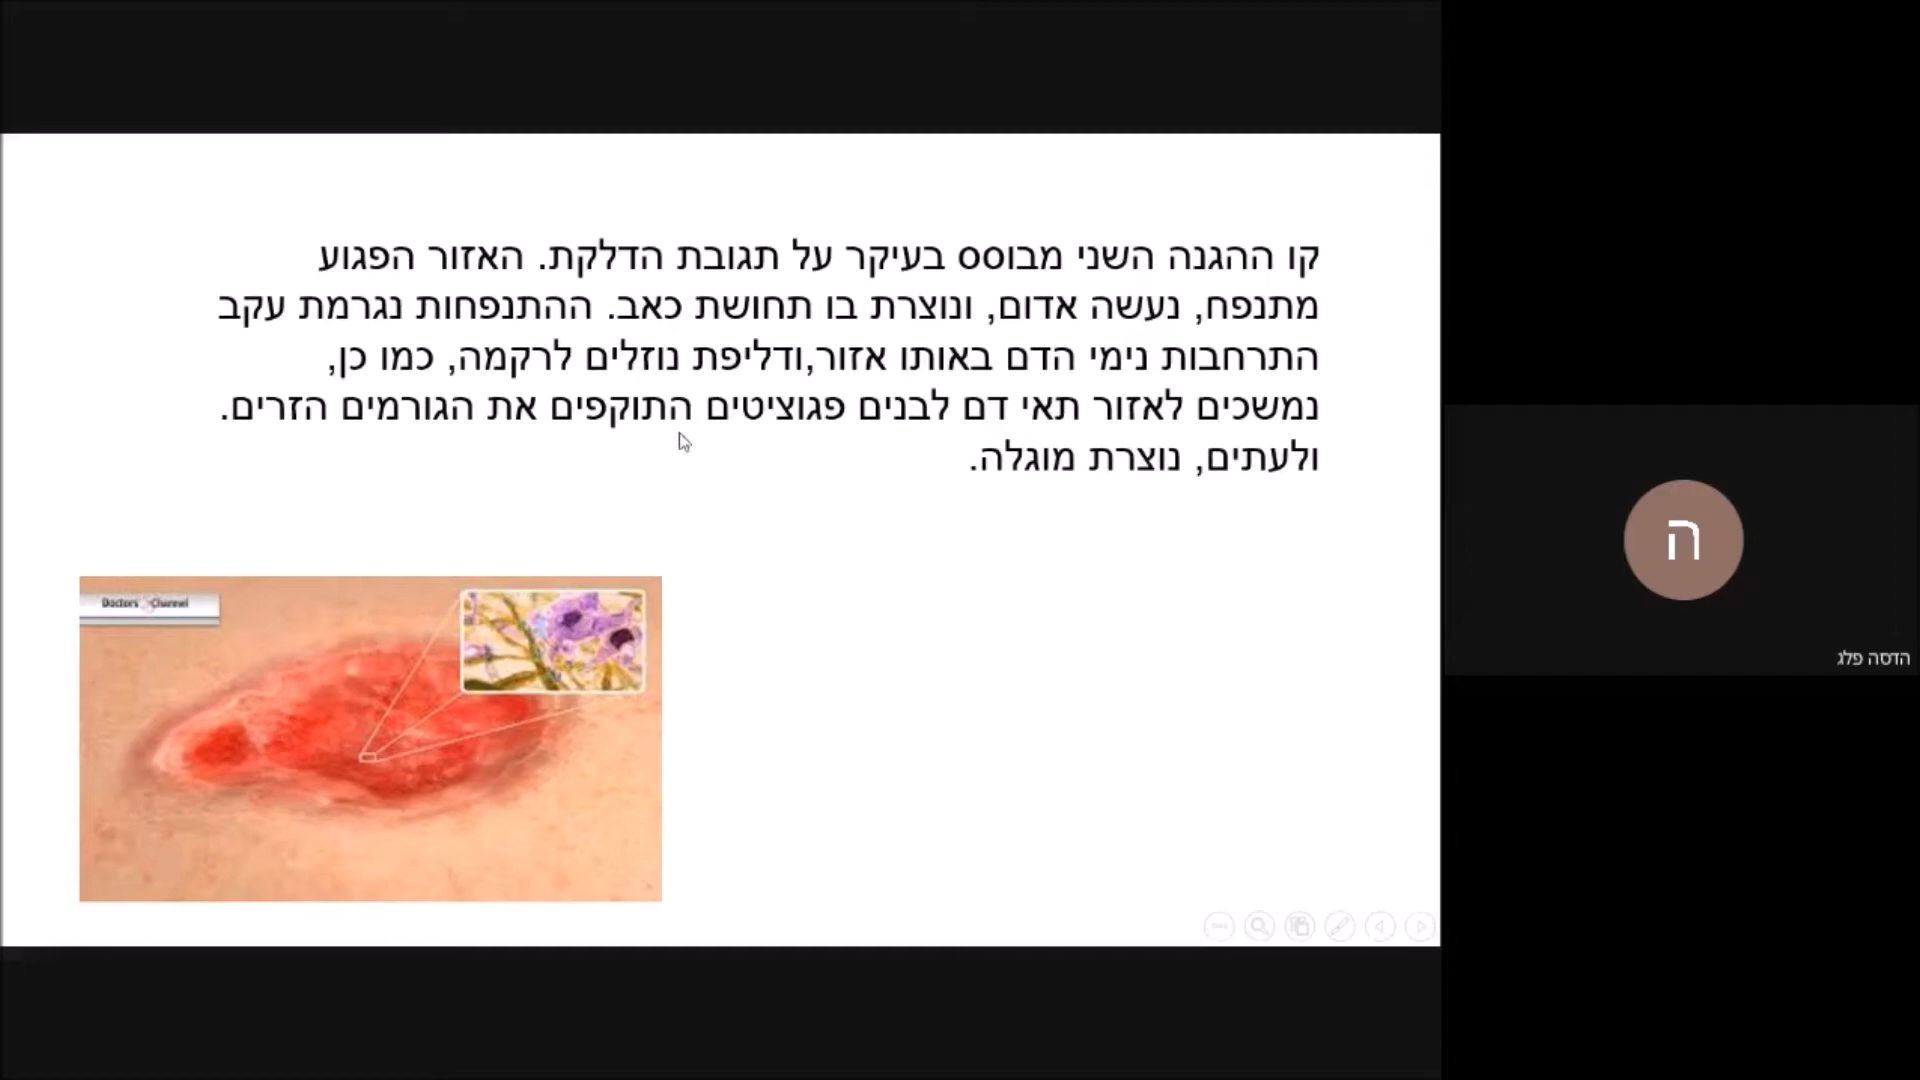 קו ההגנה השני מבוסס בעיקר על תגובת הדלקת. האזור הפגוע
מתנפח, נעשה אדום, ונוצרת בו תחושת כאב. ההתנפחות נגרמת עקב
התרחבות נימי הדם באותו אזור,ודליפת נוזלים לרקמה, כמו כן,
נמשכים לאזור תאי דם לבנים פגוציטים התוקפים את הגורמים הזרים.
ולעתים, נוצרת מוגלה.
Doctors Channel
ה
הדסה פלג